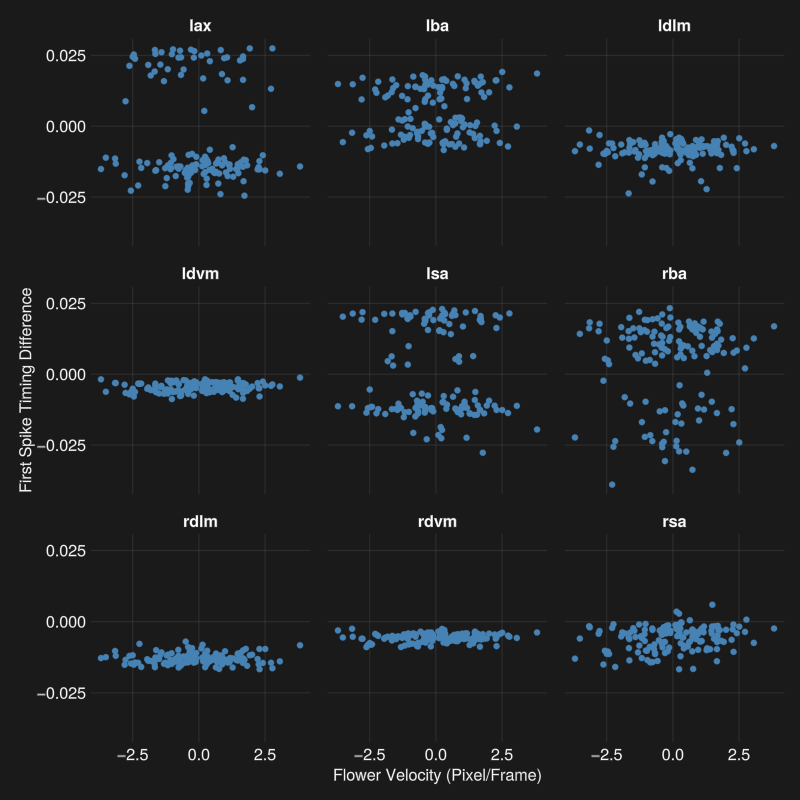 lax lba ldlm
0.025
0.000
−0.025
ldvm lsa rba
0.025
0.000
−0.025
First Spike Timing Difference
rdlm rdvm rsa
0.025
0.000
−0.025
−2.5 0.0 2.5 −2.5 0.0 2.5 −2.5 0.0 2.5
Flower Velocity (Pixel/Frame)